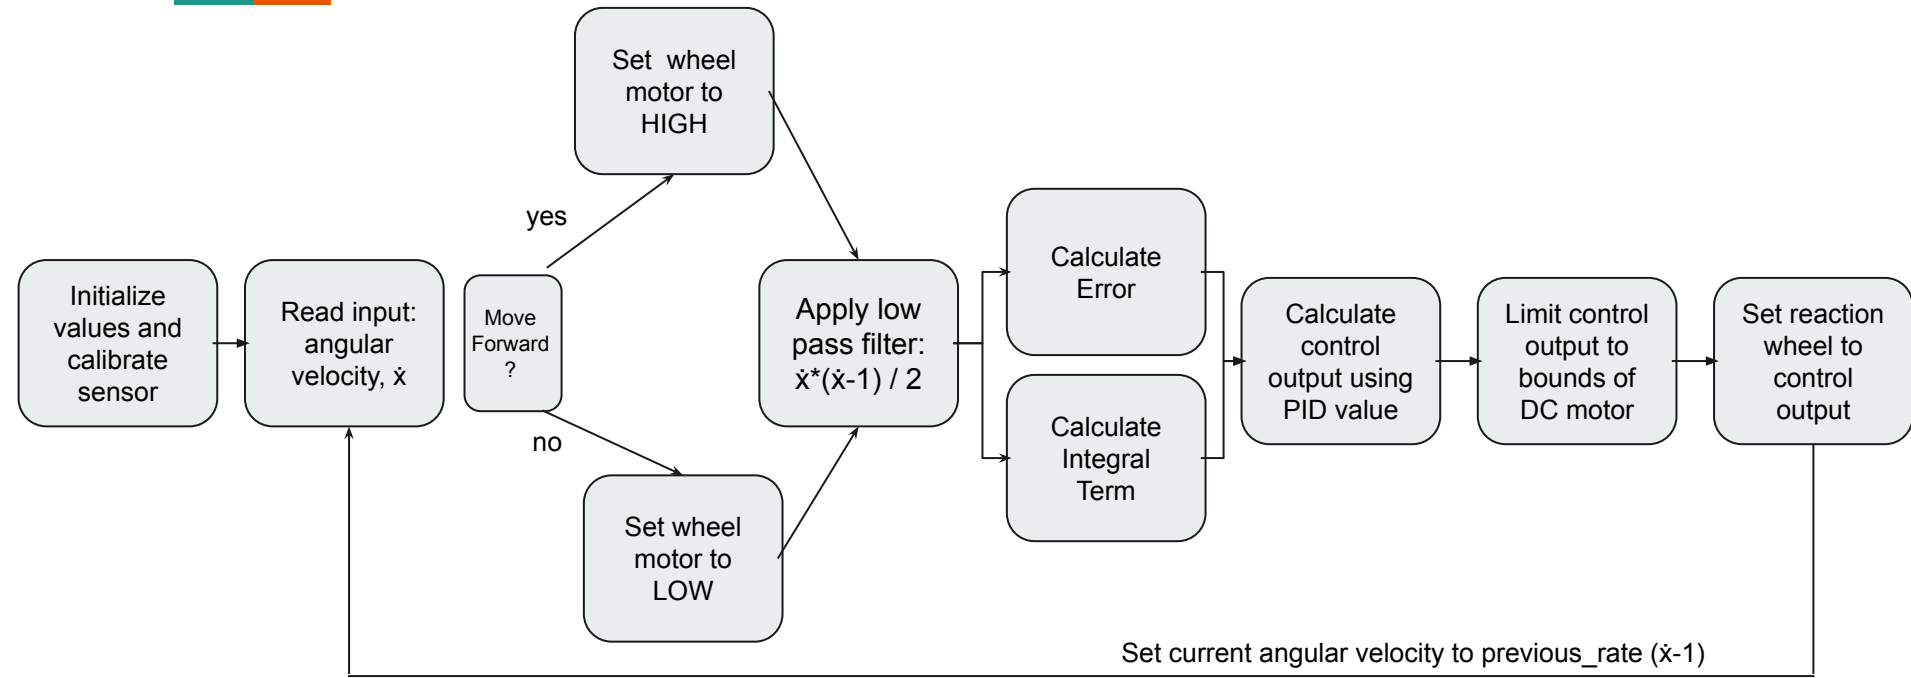 Initialize
values and
calibrate
sensor
Read input:
angular
velocity, ẋ
Move
Forward
?
yes
Set wheel
motor to
HIGH
no
Set wheel
motor to
LOW
Apply low
pass filter:
ẋ*(ẋ-1) / 2
Calculate
Error
Calculate
Integral
Term
Calculate
control
output using
PID value
Limit control
output to
bounds of
DC motor
Set reaction
wheel to
control
output
Set current angular velocity to previous_rate (ẋ-1)